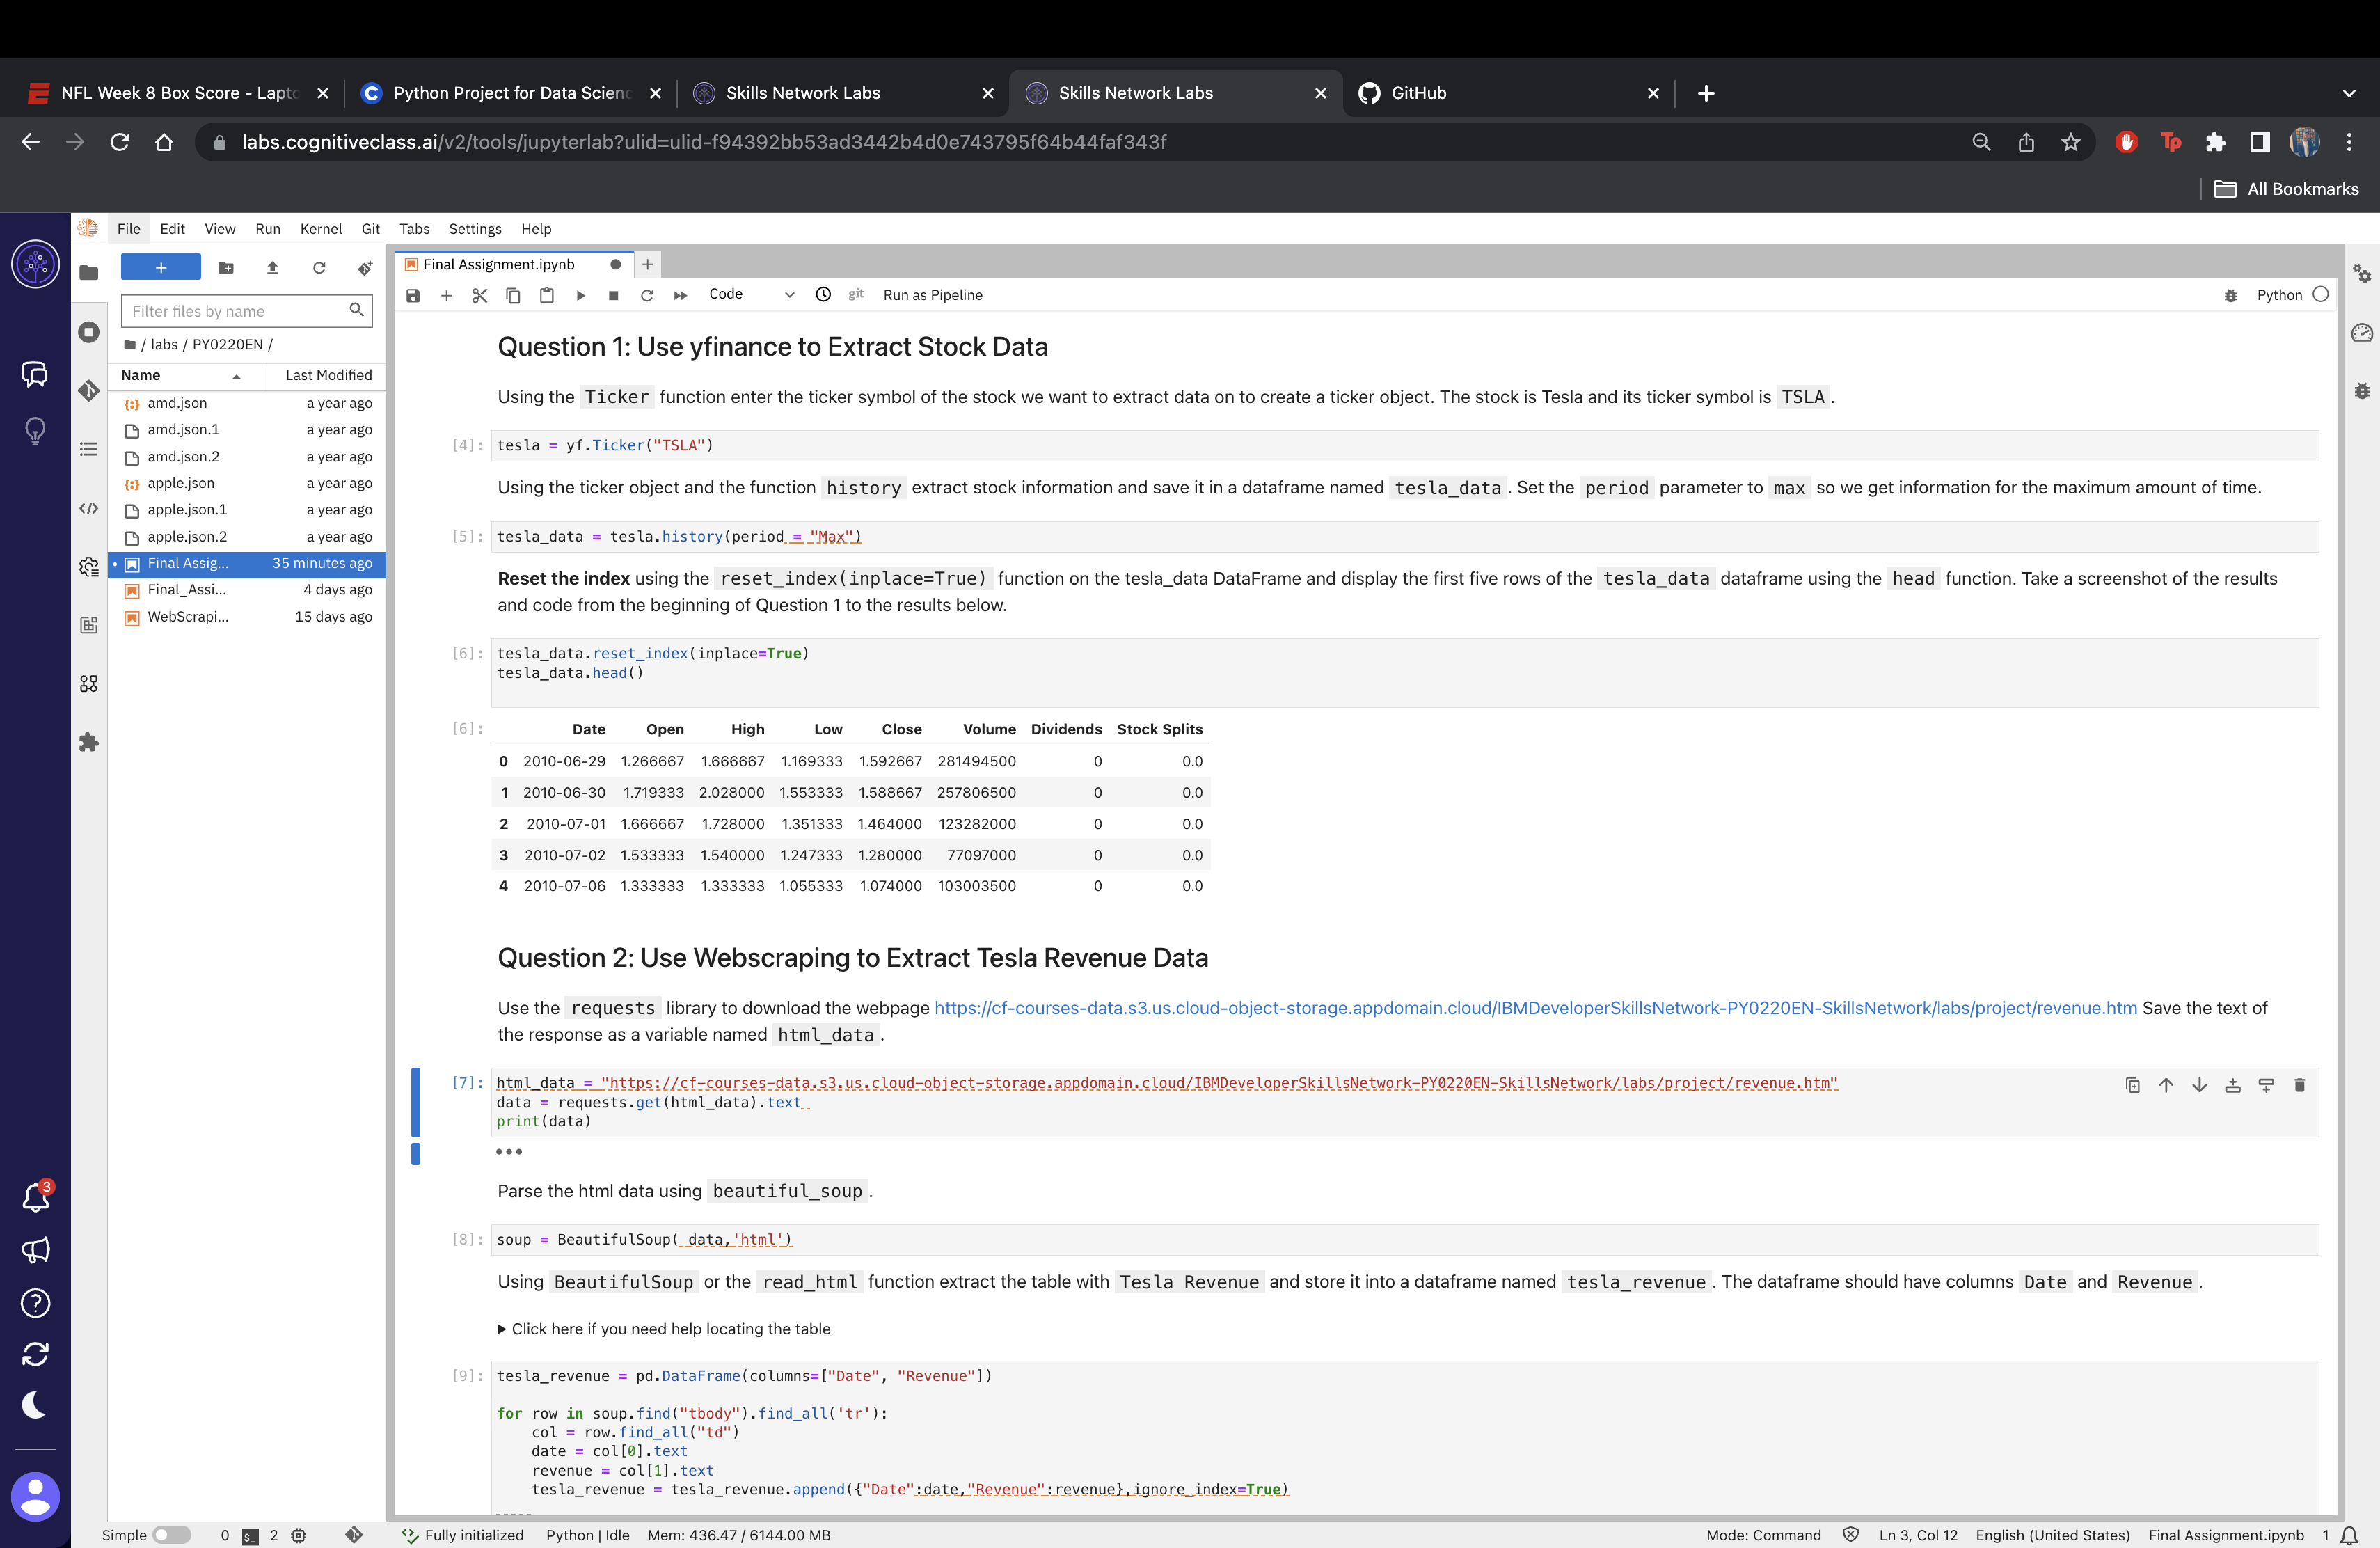 NFL Week 8 Box Score - Lapto
Python Project for Data Scienc
Skills Network Labs
Skills Network Labs
GitHub
labs.cognitiveclass.ai/v2/tools/jupyterlab?ulid=ulid-f94392bb53ad3442b4d0e743795f64b44faf343f
All Bookmarks
File Edit View Run Kernel Git Tabs Settings Help
Final Assignment.ipynb
Filter files by name
Code
git
Run as Pipeline
Python
/ labs / PY0220EN /
Name Last Modified
amd.json a year ago
amd.json.1 a year ago
amd.json.2 a year ago
apple.json a year ago
apple.json.1 a year ago
apple.json.2 a year ago
Final Assig... 35 minutes ago
Final_Assi... 4 days ago
WebScrapi... 15 days ago
Question 1: Use yfinance to Extract Stock Data
Using the Ticker function enter the ticker symbol of the stock we want to extract data on to create a ticker object. The stock is Tesla and its ticker symbol is TSLA .
[4]: tesla = yf.Ticker("TSLA")
Using the ticker object and the function history extract stock information and save it in a dataframe named tesla_data . Set the period parameter to max so we get information for the maximum amount of time.
[5]: tesla_data = tesla.history(period = "Max")
Reset the index using the reset_index(inplace=True) function on the tesla_data DataFrame and display the first five rows of the tesla_data dataframe using the head function. Take a screenshot of the results
and code from the beginning of Question 1 to the results below.
[6]: tesla_data.reset_index(inplace=True)
tesla_data.head()
[6]: Date Open High Low Close Volume Dividends Stock Splits
0 2010-06-29 1.266667 1.666667 1.169333 1.592667 281494500 0 0.0
1 2010-06-30 1.719333 2.028000 1.553333 1.588667 257806500 0 0.0
2 2010-07-01 1.666667 1.728000 1.351333 1.464000 123282000 0 0.0
3 2010-07-02 1.533333 1.540000 1.247333 1.280000 77097000 0 0.0
4 2010-07-06 1.333333 1.333333 1.055333 1.074000 103003500 0 0.0
Question 2: Use Webscraping to Extract Tesla Revenue Data
Use the requests library to download the webpage https://cf-courses-data.s3.us.cloud-object-storage.appdomain.cloud/IBMDeveloperSkillsNetwork-PY0220EN-SkillsNetwork/labs/project/revenue.htm Save the text of
the response as a variable named html_data .
[7]: html_data = "https://cf-courses-data.s3.us.cloud-object-storage.appdomain.cloud/IBMDeveloperSkillsNetwork-PY0220EN-SkillsNetwork/labs/project/revenue.htm"
data = requests.get(html_data).text
print(data)
Parse the html data using beautiful_soup .
[8]: soup = BeautifulSoup( data,'html')
Using BeautifulSoup or the read_html function extract the table with Tesla Revenue and store it into a dataframe named tesla_revenue . The dataframe should have columns Date and Revenue .
Click here if you need help locating the table
[9]: tesla_revenue = pd.DataFrame(columns=["Date", "Revenue"])
for row in soup.find("tbody").find_all('tr'):
col = row.find_all("td")
date = col[0].text
revenue = col[1].text
tesla_revenue = tesla_revenue.append({"Date":date,"Revenue":revenue},ignore_index=True)
3
Simple 0 $_ 2 Fully initialized Python | Idle Mem: 436.47 / 6144.00 MB Mode: Command Ln 3, Col 12 English (United States) Final Assignment.ipynb 1